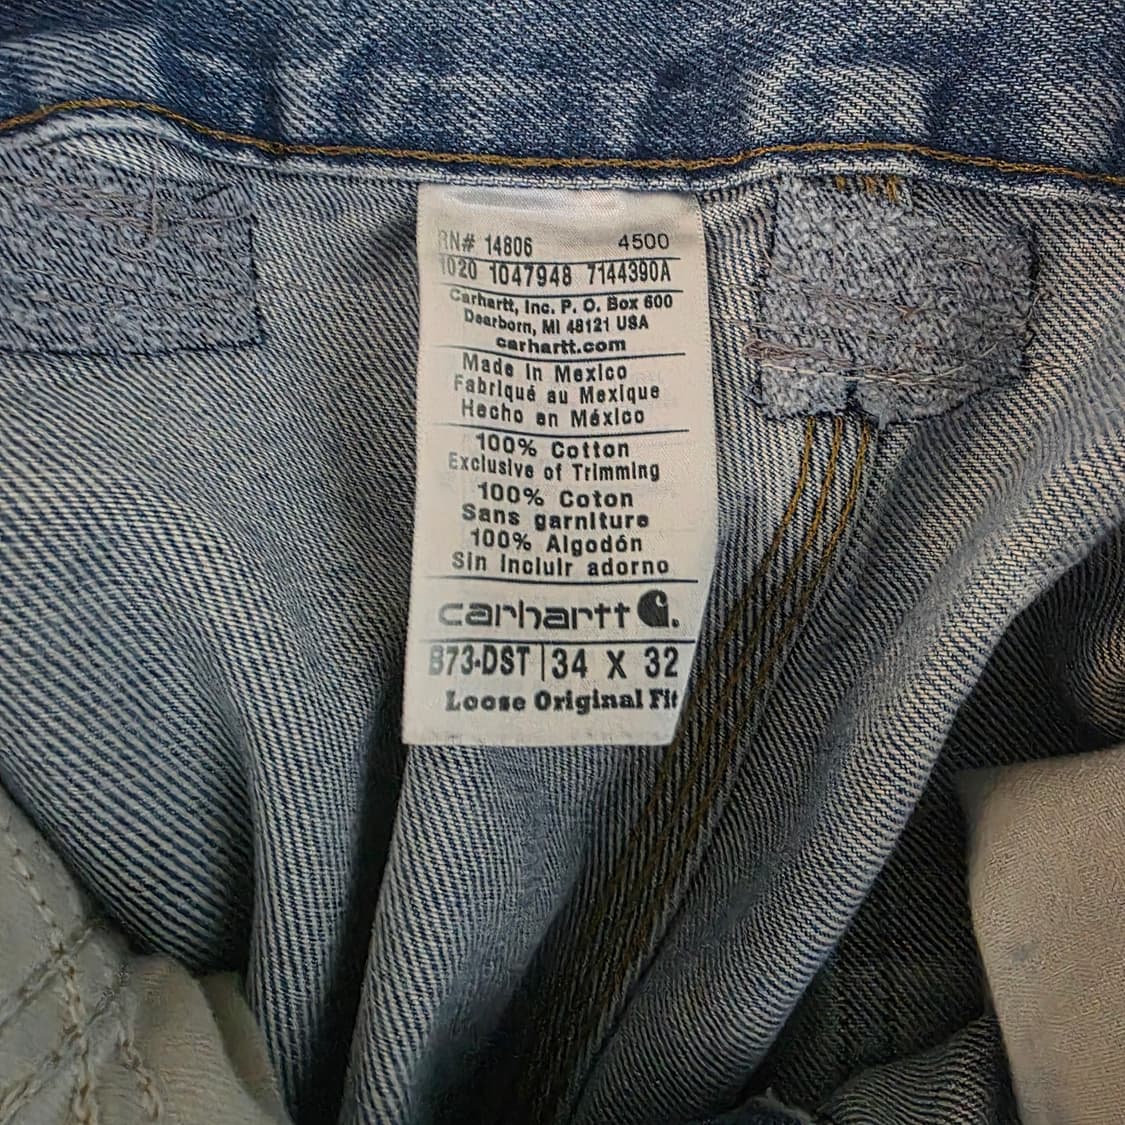 RN# 14806 4500
1020 1047948 7144390A
Carhartt, Inc. P. O. Box 600
Dearborn, MI 48121 USA
carhartt.com
Made in Mexico
Fabriqué au Mexique
Hecho en México
100% Cotton
Exclusive of Trimming
100% Coton
Sans garniture
100% Algodón
Sin incluir adorno
carhartt
B73-DST | 34 X 32
Loose Original Fit